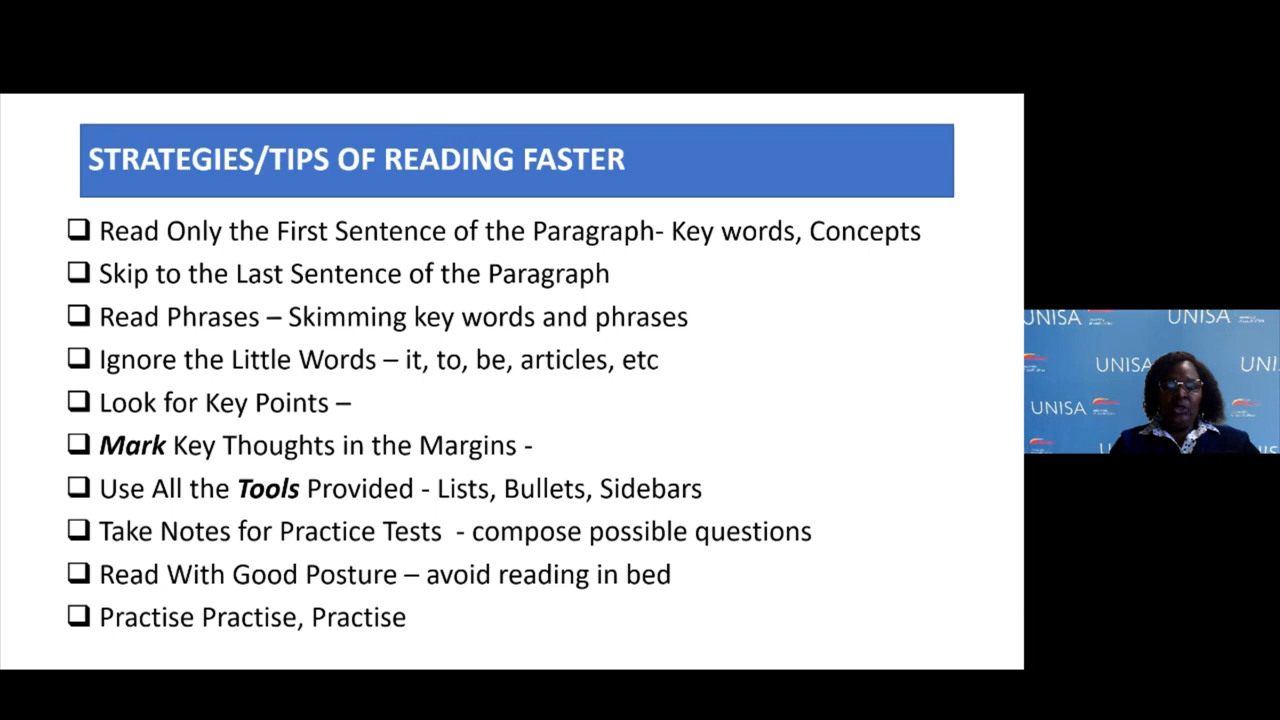 STRATEGIES/TIPS OF READING FASTER
❑ Read Only the First Sentence of the Paragraph- Key words, Concepts
❑ Skip to the Last Sentence of the Paragraph
❑ Read Phrases – Skimming key words and phrases
❑ Ignore the Little Words – it, to, be, articles, etc
❑ Look for Key Points –
❑ Mark Key Thoughts in the Margins -
❑ Use All the Tools Provided - Lists, Bullets, Sidebars
❑ Take Notes for Practice Tests - compose possible questions
❑ Read With Good Posture – avoid reading in bed
❑ Practise Practise, Practise
UNISA UNISA
UNISA UNI
UNISA